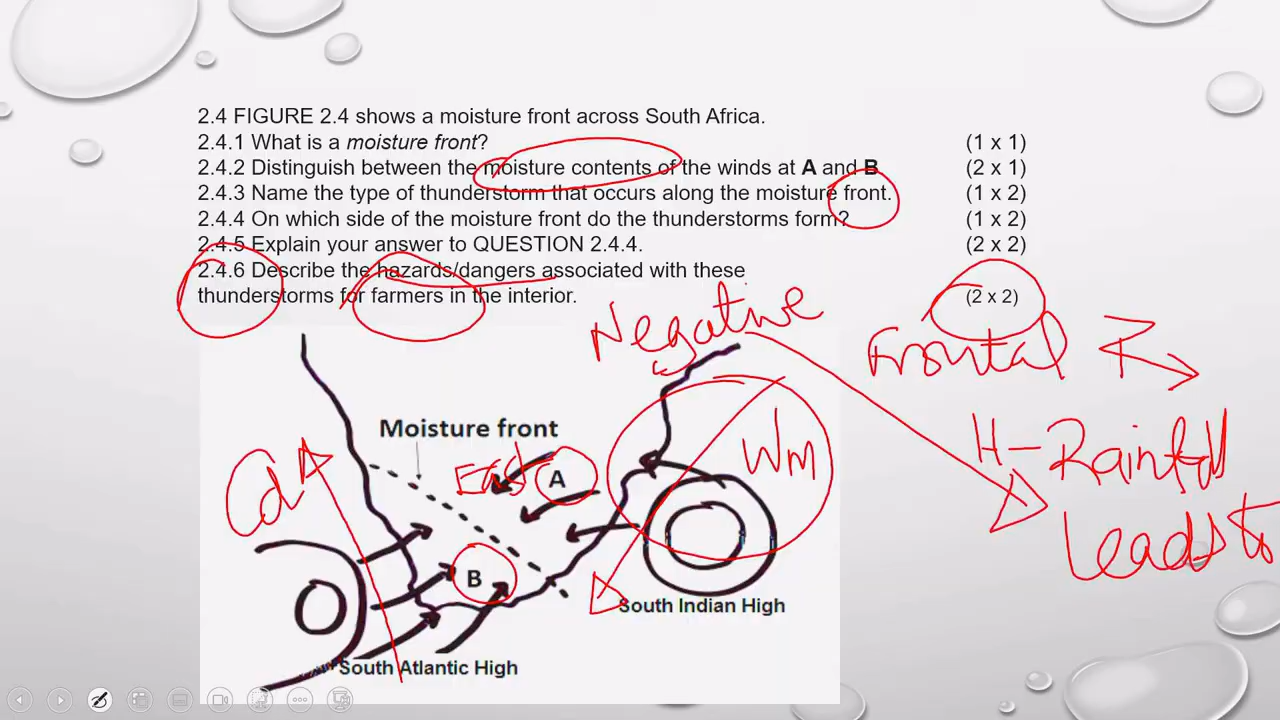 2.4 FIGURE 2.4 shows a moisture front across South Africa.
2.4.1 What is a moisture front? (1 x 1)
2.4.2 Distinguish between the moisture contents of the winds at A and B (2 x 1)
2.4.3 Name the type of thunderstorm that occurs along the moisture front. (1 x 2)
2.4.4 On which side of the moisture front do the thunderstorms form? (1 x 2)
2.4.5 Explain your answer to QUESTION 2.4.4. (2 x 2)
2.4.6 Describe the hazards/dangers associated with these
thunderstorms for farmers in the interior. (2 x 2)
Negative
Frontal
H-Rainfall
Leads to
Moisture front
East A
Wm
Cd
B
South Indian High
South Atlantic High